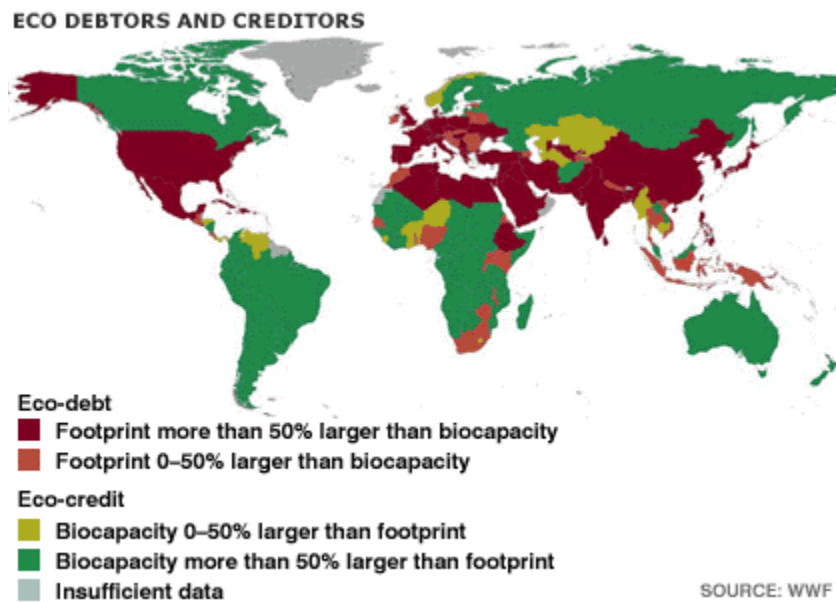 ECO DEBTORS AND CREDITORS
Eco-debt
Footprint more than 50% larger than biocapacity
Footprint 0–50% larger than biocapacity
Eco-credit
Biocapacity 0–50% larger than footprint
Biocapacity more than 50% larger than footprint
Insufficient data
SOURCE: WWF